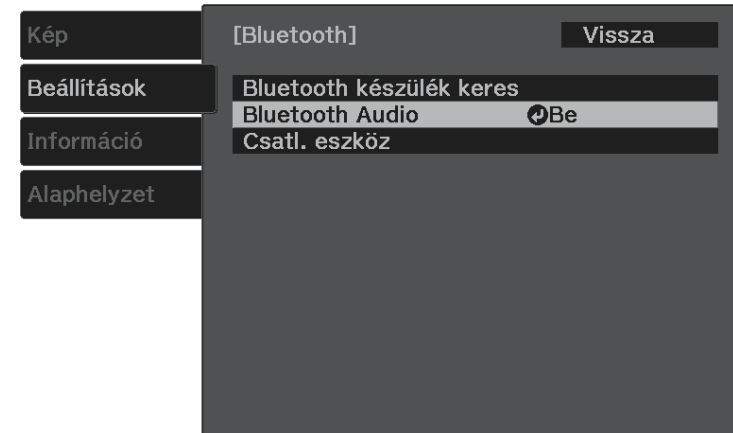 Kép
Beállítások
Információ
Alaphelyzet
[Bluetooth]
Vissza
Bluetooth készülék keres
Bluetooth Audio Be
Csatl. eszköz